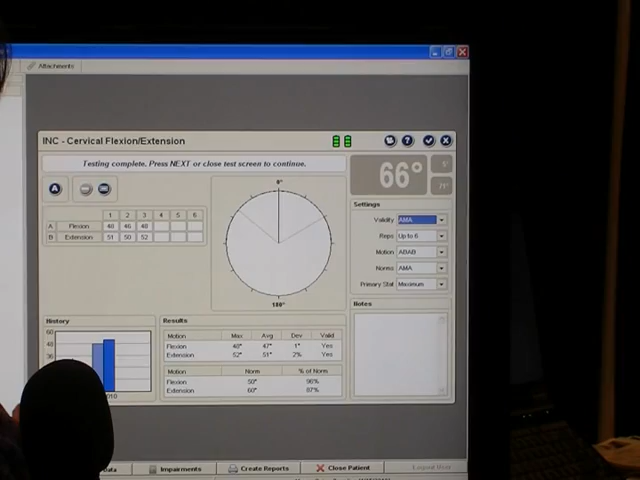 Attachments
INC - Cervical Flexion/Extension
Testing complete. Press NEXT or close test screen to continue.
66°
5°
71°
A
1 2 3 4 5 6
A Flexion 48 46 48
B Extension 51 50 52
0°
180°
Settings
Validity AMA
Reps Up to 6
Motion ABAB
Norms AMA
Primary Stat Maximum
Notes
History
60
48
36
Results
Motion Max Avg Dev Valid
Flexion 48° 47° 1° Yes
Extension 52° 51° 2% Yes
Motion Norm % of Norm
Flexion 50° 96%
Extension 60° 87%
Impairments
Create Reports
Close Patient
Logout User